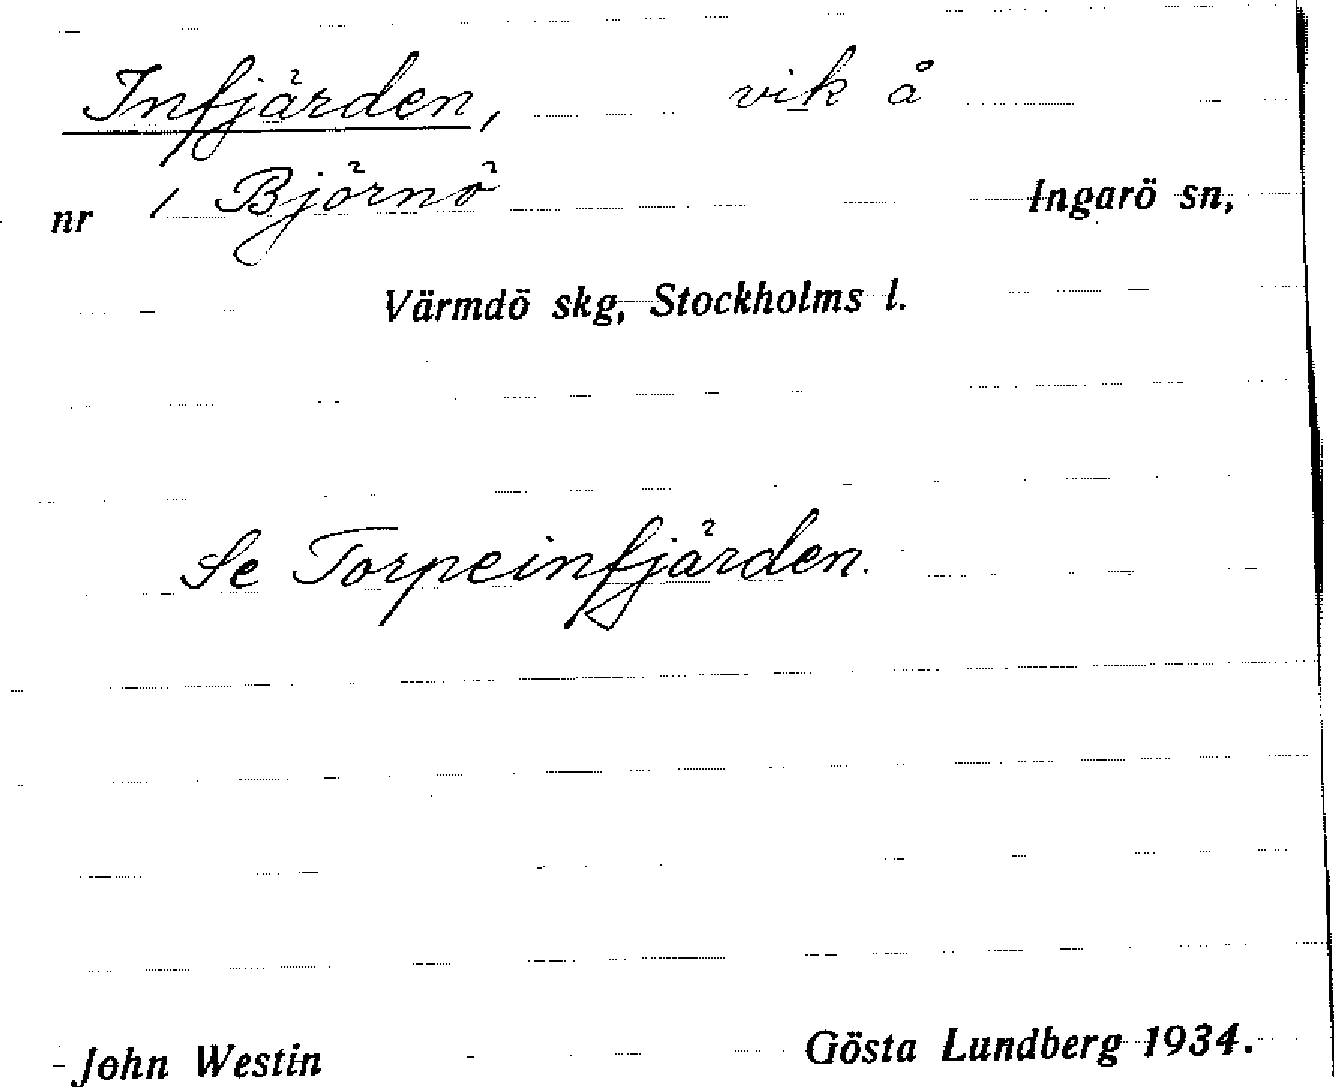 Infjärden, vik å
nr 1 Björnö Ingarö sn,
Värmdö skg, Stockholms l.
Se Torpeinfjärden.
John Westin Gösta Lundberg 1934.